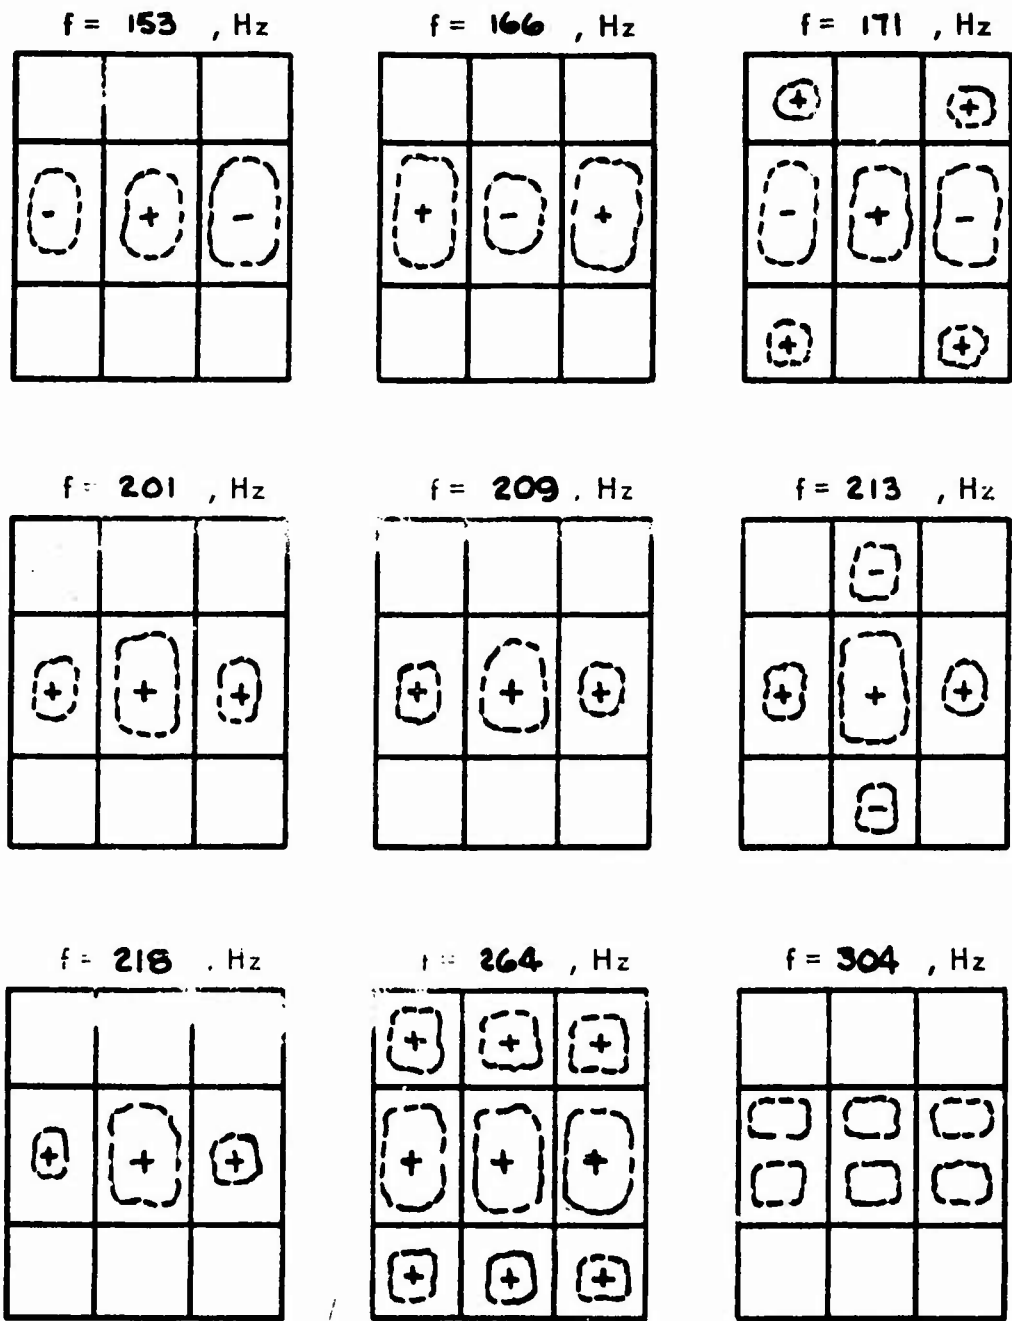 f = 153 , Hz
f = 166 , Hz
f = 171 , Hz
+ +
- + -
+ - +
- + -
+ +
f = 201 , Hz
f = 209 . Hz
f = 213 , Hz
-
+ + +
+ + +
+ + +
-
f = 218 . Hz
f = 264 , Hz
f = 304 , Hz
+ + +
+ + +
+ + +
+ + +